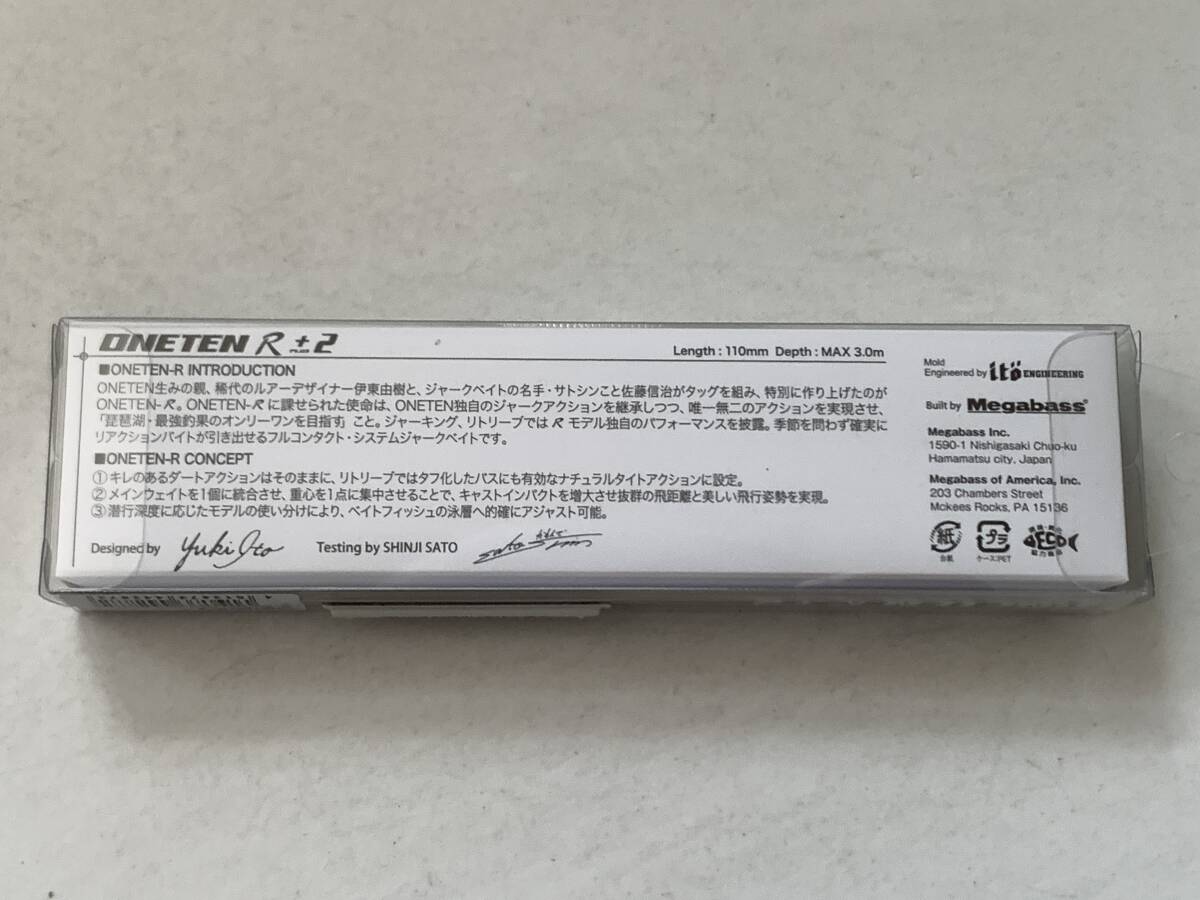 ONETEN R +2
Length : 110mm Depth : MAX 3.0m
■ONETEN-R INTRODUCTION
ONETEN生みの親、稀代のルアーデザイナー伊東由樹と、ジャークベイトの名手・サトシンこと佐藤信治がタッグを組み、特別に作り上げたのが
ONETEN-R。ONETEN-Rに課せられた使命は、ONETEN独自のジャークアクションを継承しつつ、唯一無二のアクションを実現させ、
「琵琶湖・最強釣果のオンリーワンを目指す」こと。ジャーキング、リトリーブではRモデル独自のパフォーマンスを披露。季節を問わず確実に
リアクションバイトが引き出せるフルコンタクト・システムジャークベイトです。
■ONETEN-R CONCEPT
①キレのあるダートアクションはそのままに、リトリーブではタフ化したバスにも有効なナチュラルタイトアクションに設定。
②メインウェイトを1個に統合させ、重心を1点に集中させることで、キャストインパクトを増大させ抜群の飛距離と美しい飛行姿勢を実現。
③潜行深度に応じたモデルの使い分けにより、ベイトフィッシュの泳層へ的確にアジャスト可能。
Designed by Yuki Ito Testing by SHINJI SATO
Mold
Engineered by itö ENGINEERING
Built by Megabass®
Megabass Inc.
1590-1 Nishigasaki Chuo-ku
Hamamatsu city, Japan
Megabass of America, Inc.
203 Chambers Street
Mckees Rocks, PA 15136
紙 プラ ECO
台紙 ケース:PET